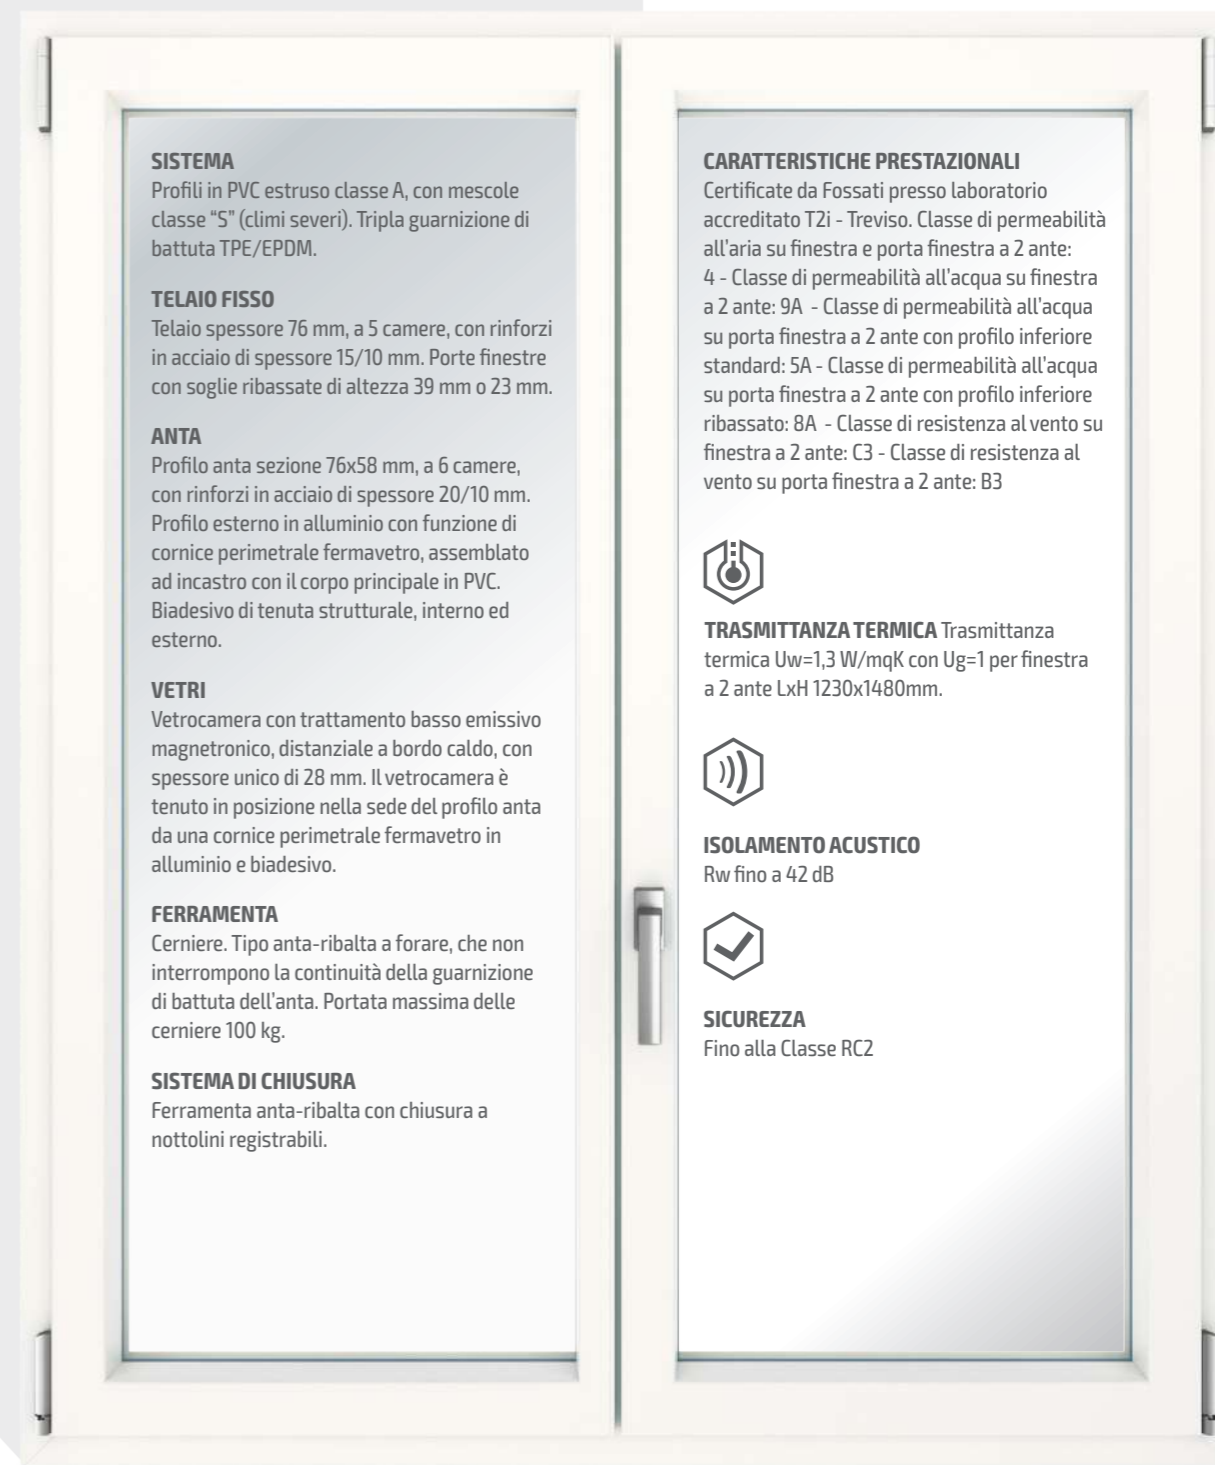 SISTEMA
Profili in PVC estruso classe A, con mescole
classe “S” (climi severi). Tripla guarnizione di
battuta TPE/EPDM.
TELAIO FISSO
Telaio spessore 76 mm, a 5 camere, con rinforzi
in acciaio di spessore 15/10 mm. Porte finestre
con soglie ribassate di altezza 39 mm o 23 mm.
ANTA
Profilo anta sezione 76x58 mm, a 6 camere,
con rinforzi in acciaio di spessore 20/10 mm.
Profilo esterno in alluminio con funzione di
cornice perimetrale fermavetro, assemblato
ad incastro con il corpo principale in PVC.
Biadesivo di tenuta strutturale, interno ed
esterno.
VETRI
Vetrocamera con trattamento basso emissivo
magnetronico, distanziale a bordo caldo, con
spessore unico di 28 mm. Il vetrocamera è
tenuto in posizione nella sede del profilo anta
da una cornice perimetrale fermavetro in
alluminio e biadesivo.
FERRAMENTA
Cerniere. Tipo anta-ribalta a forare, che non
interrompono la continuità della guarnizione
di battuta dell'anta. Portata massima delle
cerniere 100 kg.
SISTEMA DI CHIUSURA
Ferramenta anta-ribalta con chiusura a
nottolini registrabili.
CARATTERISTICHE PRESTAZIONALI
Certificate da Fossati presso laboratorio
accreditato T2i - Treviso. Classe di permeabilità
all'aria su finestra e porta finestra a 2 ante:
4 - Classe di permeabilità all'acqua su finestra
a 2 ante: 9A - Classe di permeabilità all'acqua
su porta finestra a 2 ante con profilo inferiore
standard: 5A - Classe di permeabilità all'acqua
su porta finestra a 2 ante con profilo inferiore
ribassato: 8A - Classe di resistenza al vento su
finestra a 2 ante: C3 - Classe di resistenza al
vento su porta finestra a 2 ante: B3
TRASMITTANZA TERMICA Trasmittanza
termica Uw=1,3 W/mqK con Ug=1 per finestra
a 2 ante LxH 1230x1480mm.
ISOLAMENTO ACUSTICO
Rw fino a 42 dB
SICUREZZA
Fino alla Classe RC2